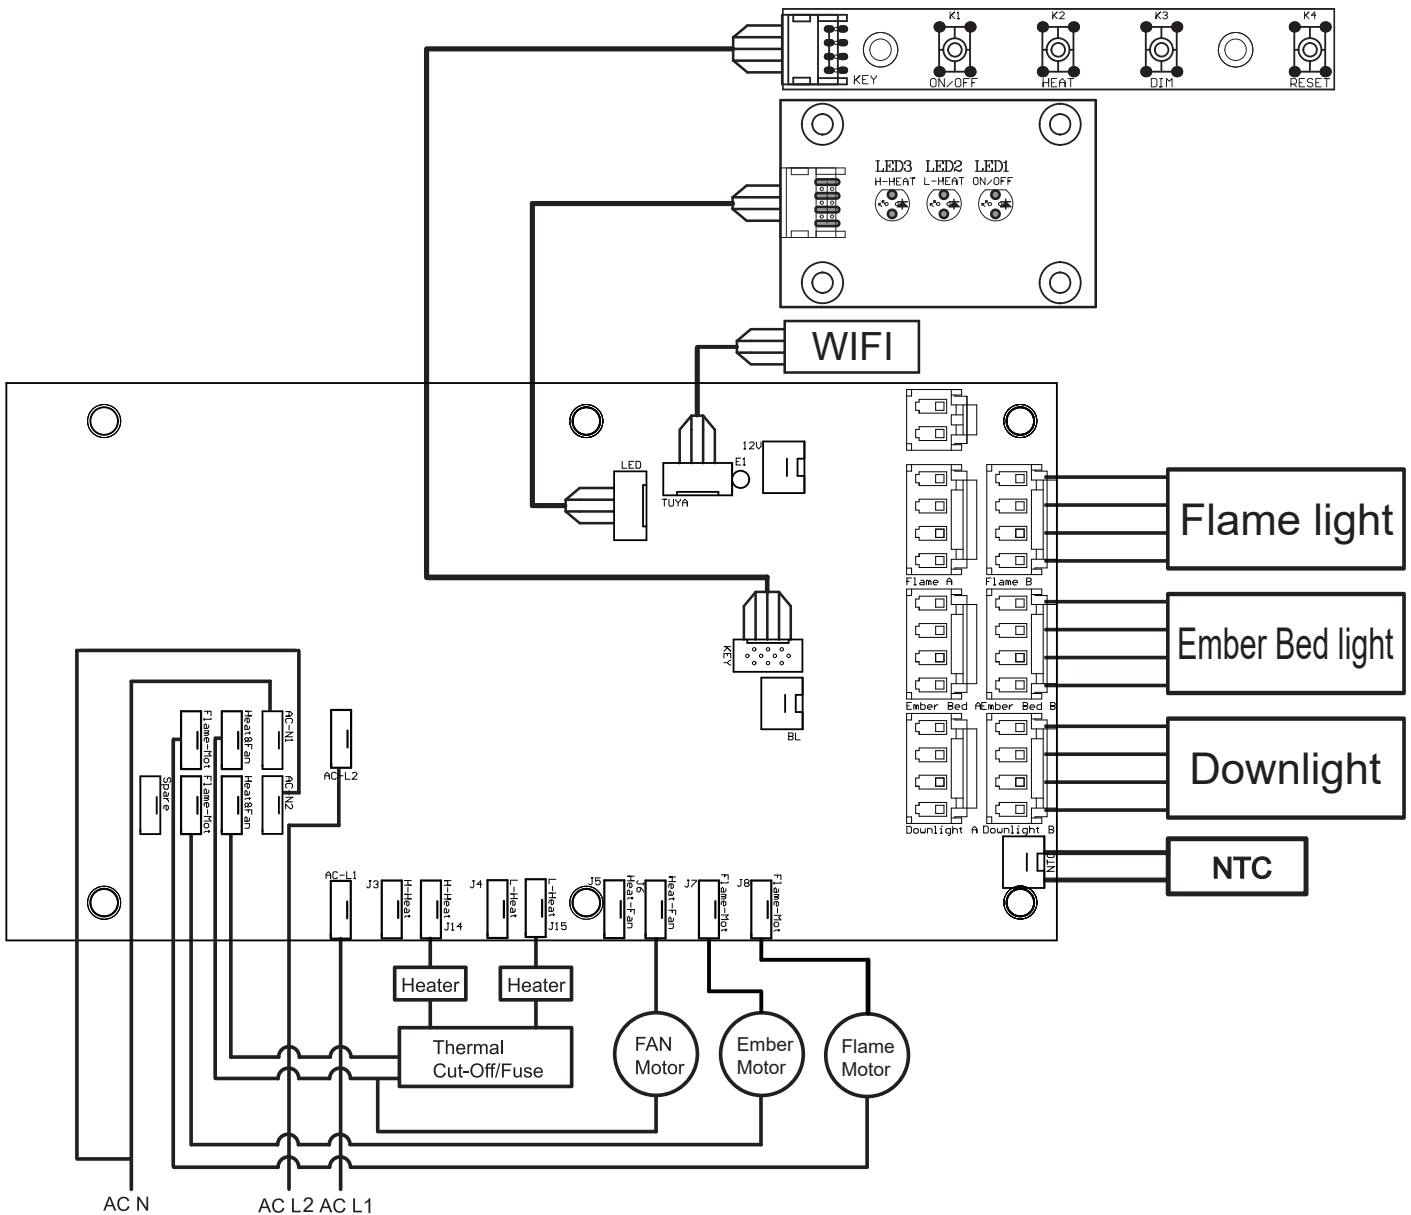 K1
K2
K3
K4
KEY
ON/OFF
HEAT
DIM
RESET
LED3
LED2
LED1
H-HEAT
L-HEAT
ON/OFF
WIFI
12V
LED
E1
TUYA
Flame light
Flame A
Flame B
Ember Bed light
KEY
Ember Bed A
Ember Bed B
BL
Flame-Mot
Heat&Fan
AC-N1
AC-L2
Downlight
Spare
Flame-Mot
Heat&Fan
AC-N2
Downlight A
Downlight B
NTC
AC-L1
J3
H-Heat
H-Heat
J14
J4
L-Heat
L-Heat
J15
J5
Heat-Fan
J6
Heat-Fan
J7
Flame-Mot
J8
Flame-Mot
Heater
Heater
Thermal
Cut-Off/Fuse
FAN
Motor
Ember
Motor
Flame
Motor
AC N
AC L2
AC L1